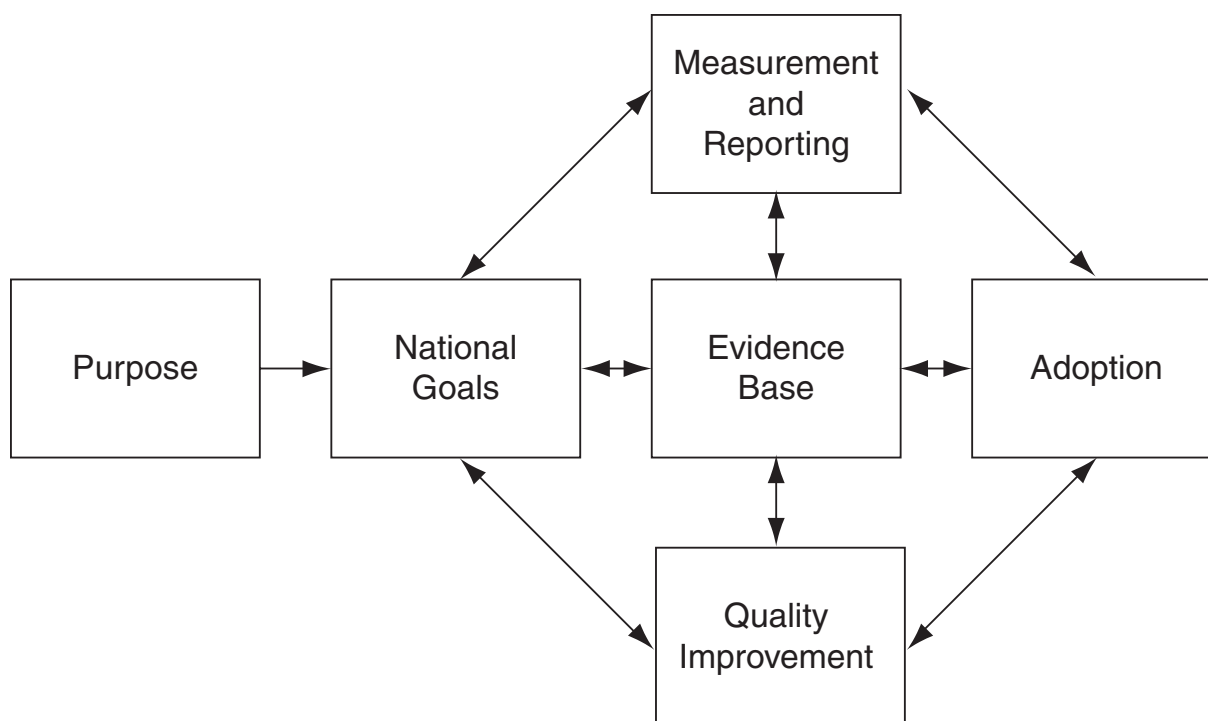 Measurement
and
Reporting
Purpose
National
Goals
Evidence
Base
Adoption
Quality
Improvement